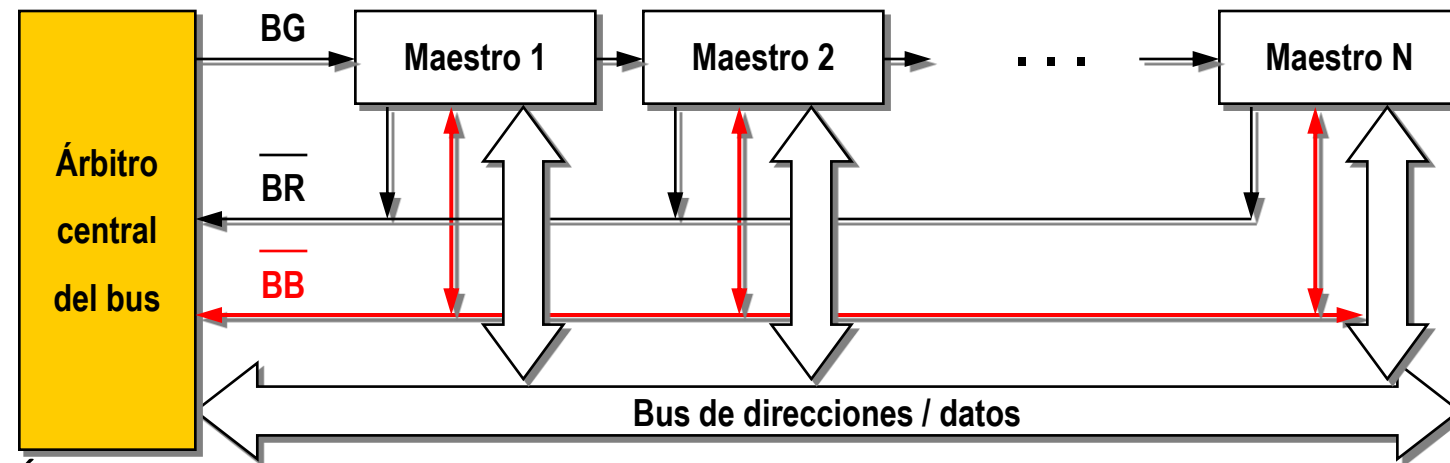 BG
Maestro 1
Maestro 2
. . .
Maestro N
Árbitro
central
del bus
BR
BB
Bus de direcciones / datos